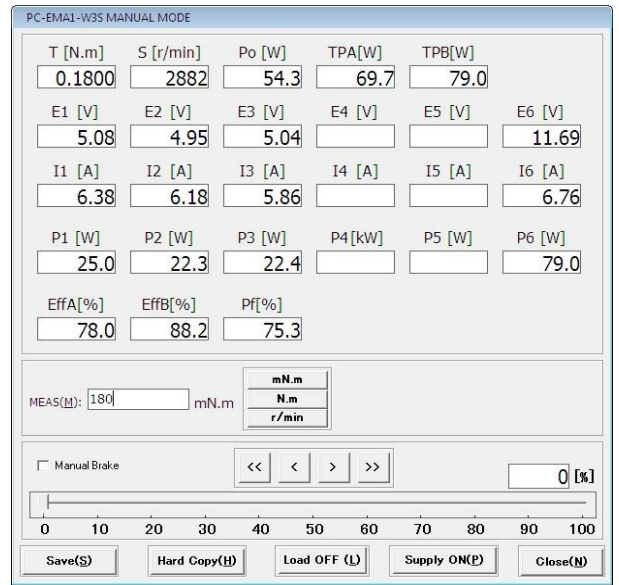 PC-EMA1-W3S MANUAL MODE
T [N.m] S [r/min] Po [W] TPA[W] TPB[W]
0.1800 2882 54.3 69.7 79.0
E1 [V] E2 [V] E3 [V] E4 [V] E5 [V] E6 [V]
5.08 4.95 5.04 11.69
I1 [A] I2 [A] I3 [A] I4 [A] I5 [A] I6 [A]
6.38 6.18 5.86 6.76
P1 [W] P2 [W] P3 [W] P4[kW] P5 [W] P6 [W]
25.0 22.3 22.4 79.0
EffA[%] EffB[%] Pf[%]
78.0 88.2 75.3
mN.m
MEAS(M): 180 mN.m N.m
r/min
Manual Brake << < > >> 0 [%]
0 10 20 30 40 50 60 70 80 90 100
Save(S) Hard Copy(H) Load OFF (L) Supply ON(P) Close(N)